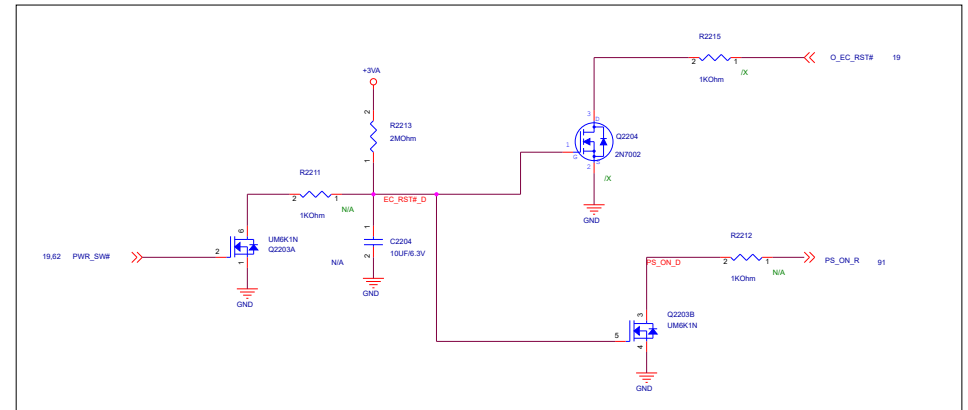 R2215
2
1
/X
1KOhm
O_EC_RST#
19
+3VA
2
R2213
2MOhm
1
3
D
1
G
2
S
Q2204
2N7002
/X
GND
R2211
2
1
N/A
1KOhm
EC_RST#_D
1
C2204
10UF/6.3V
2
N/A
GND
19,62
PWR_SW#
2
6
1
UM6K1N
Q2203A
GND
R2212
2
1
N/A
1KOhm
PS_ON_D
PS_ON_R
91
5
3
4
Q2203B
UM6K1N
GND